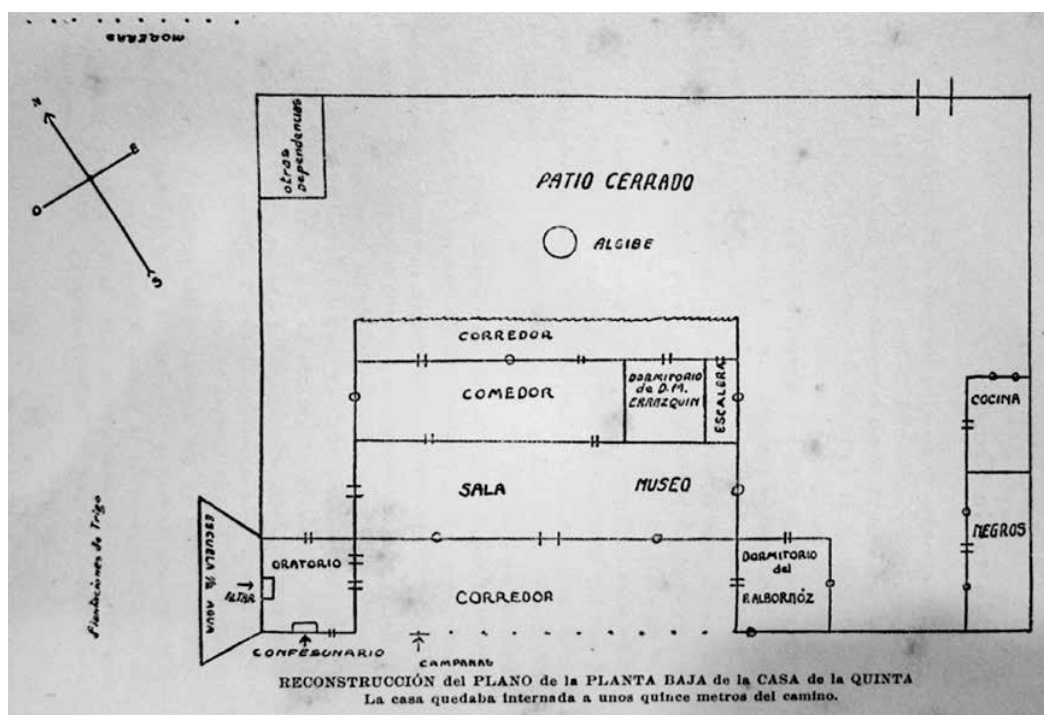 MORERAS
N
E
O
S
otras
dependencias
PATIO CERRADO
ALGIBE
CORREDOR
COMEDOR
DORMITORIO
de D.M.
ERRAZQUIN
ESCALERA
COCINA
SALA
MUSEO
NEGROS
Plantaciones de Trigo
ESCUELA 1/2 AGUA
ORATORIO
ALTAR
CORREDOR
DORMITORIO
del
P. ALBORNÓZ
CONFESONARIO
CAMPANAS
RECONSTRUCCIÓN del PLANO de la PLANTA BAJA de la CASA de la QUINTA
La casa quedaba internada a unos quince metros del camino.